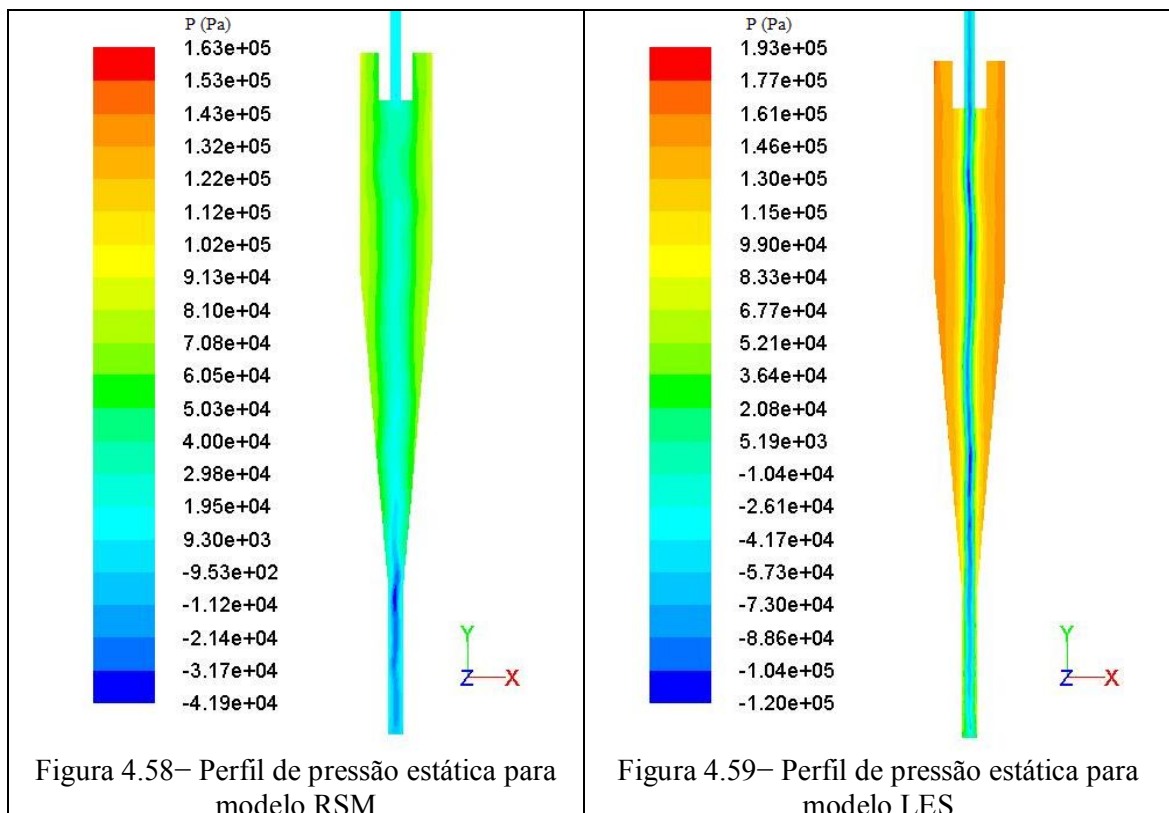 P (Pa)
1.63e+05
1.53e+05
1.43e+05
1.32e+05
1.22e+05
1.12e+05
1.02e+05
9.13e+04
8.10e+04
7.08e+04
6.05e+04
5.03e+04
4.00e+04
2.98e+04
1.95e+04
9.30e+03
-9.53e+02
-1.12e+04
-2.14e+04
-3.17e+04
-4.19e+04
Y
Z
X
Figura 4.58− Perfil de pressão estática para
modelo RSM
P (Pa)
1.93e+05
1.77e+05
1.61e+05
1.46e+05
1.30e+05
1.15e+05
9.90e+04
8.33e+04
6.77e+04
5.21e+04
3.64e+04
2.08e+04
5.19e+03
-1.04e+04
-2.61e+04
-4.17e+04
-5.73e+04
-7.30e+04
-8.86e+04
-1.04e+05
-1.20e+05
Y
Z
X
Figura 4.59− Perfil de pressão estática para
modelo LES